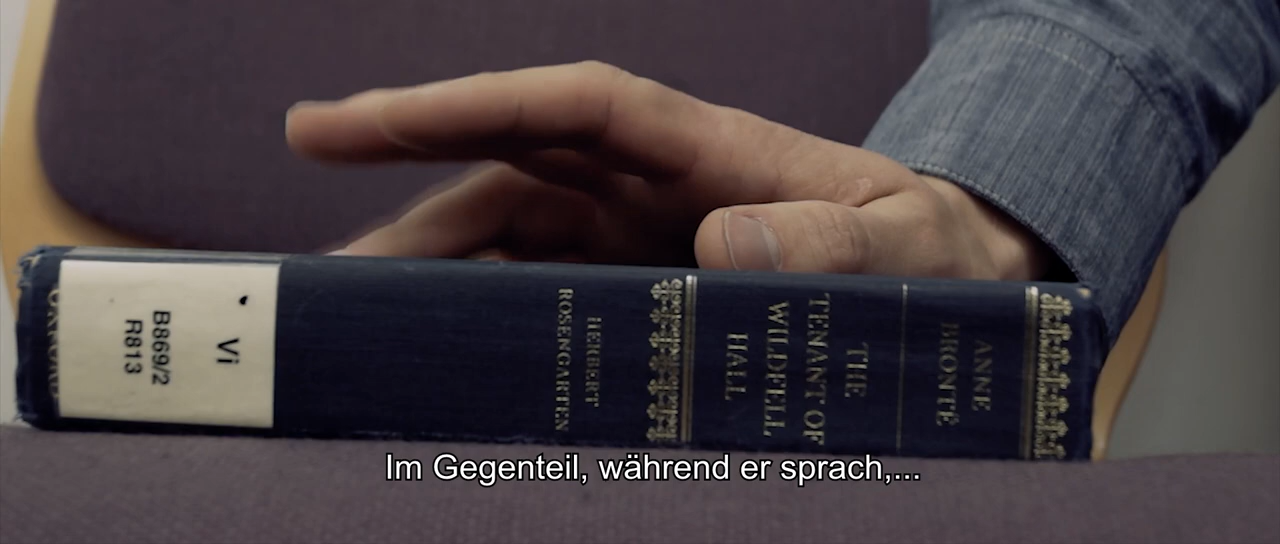 ANNE
BRONTË
THE
TENANT OF
WILDFELL
HALL
HERBERT
ROSENGARTEN
Vi
B869/2
R813
Im Gegenteil, während er sprach,...